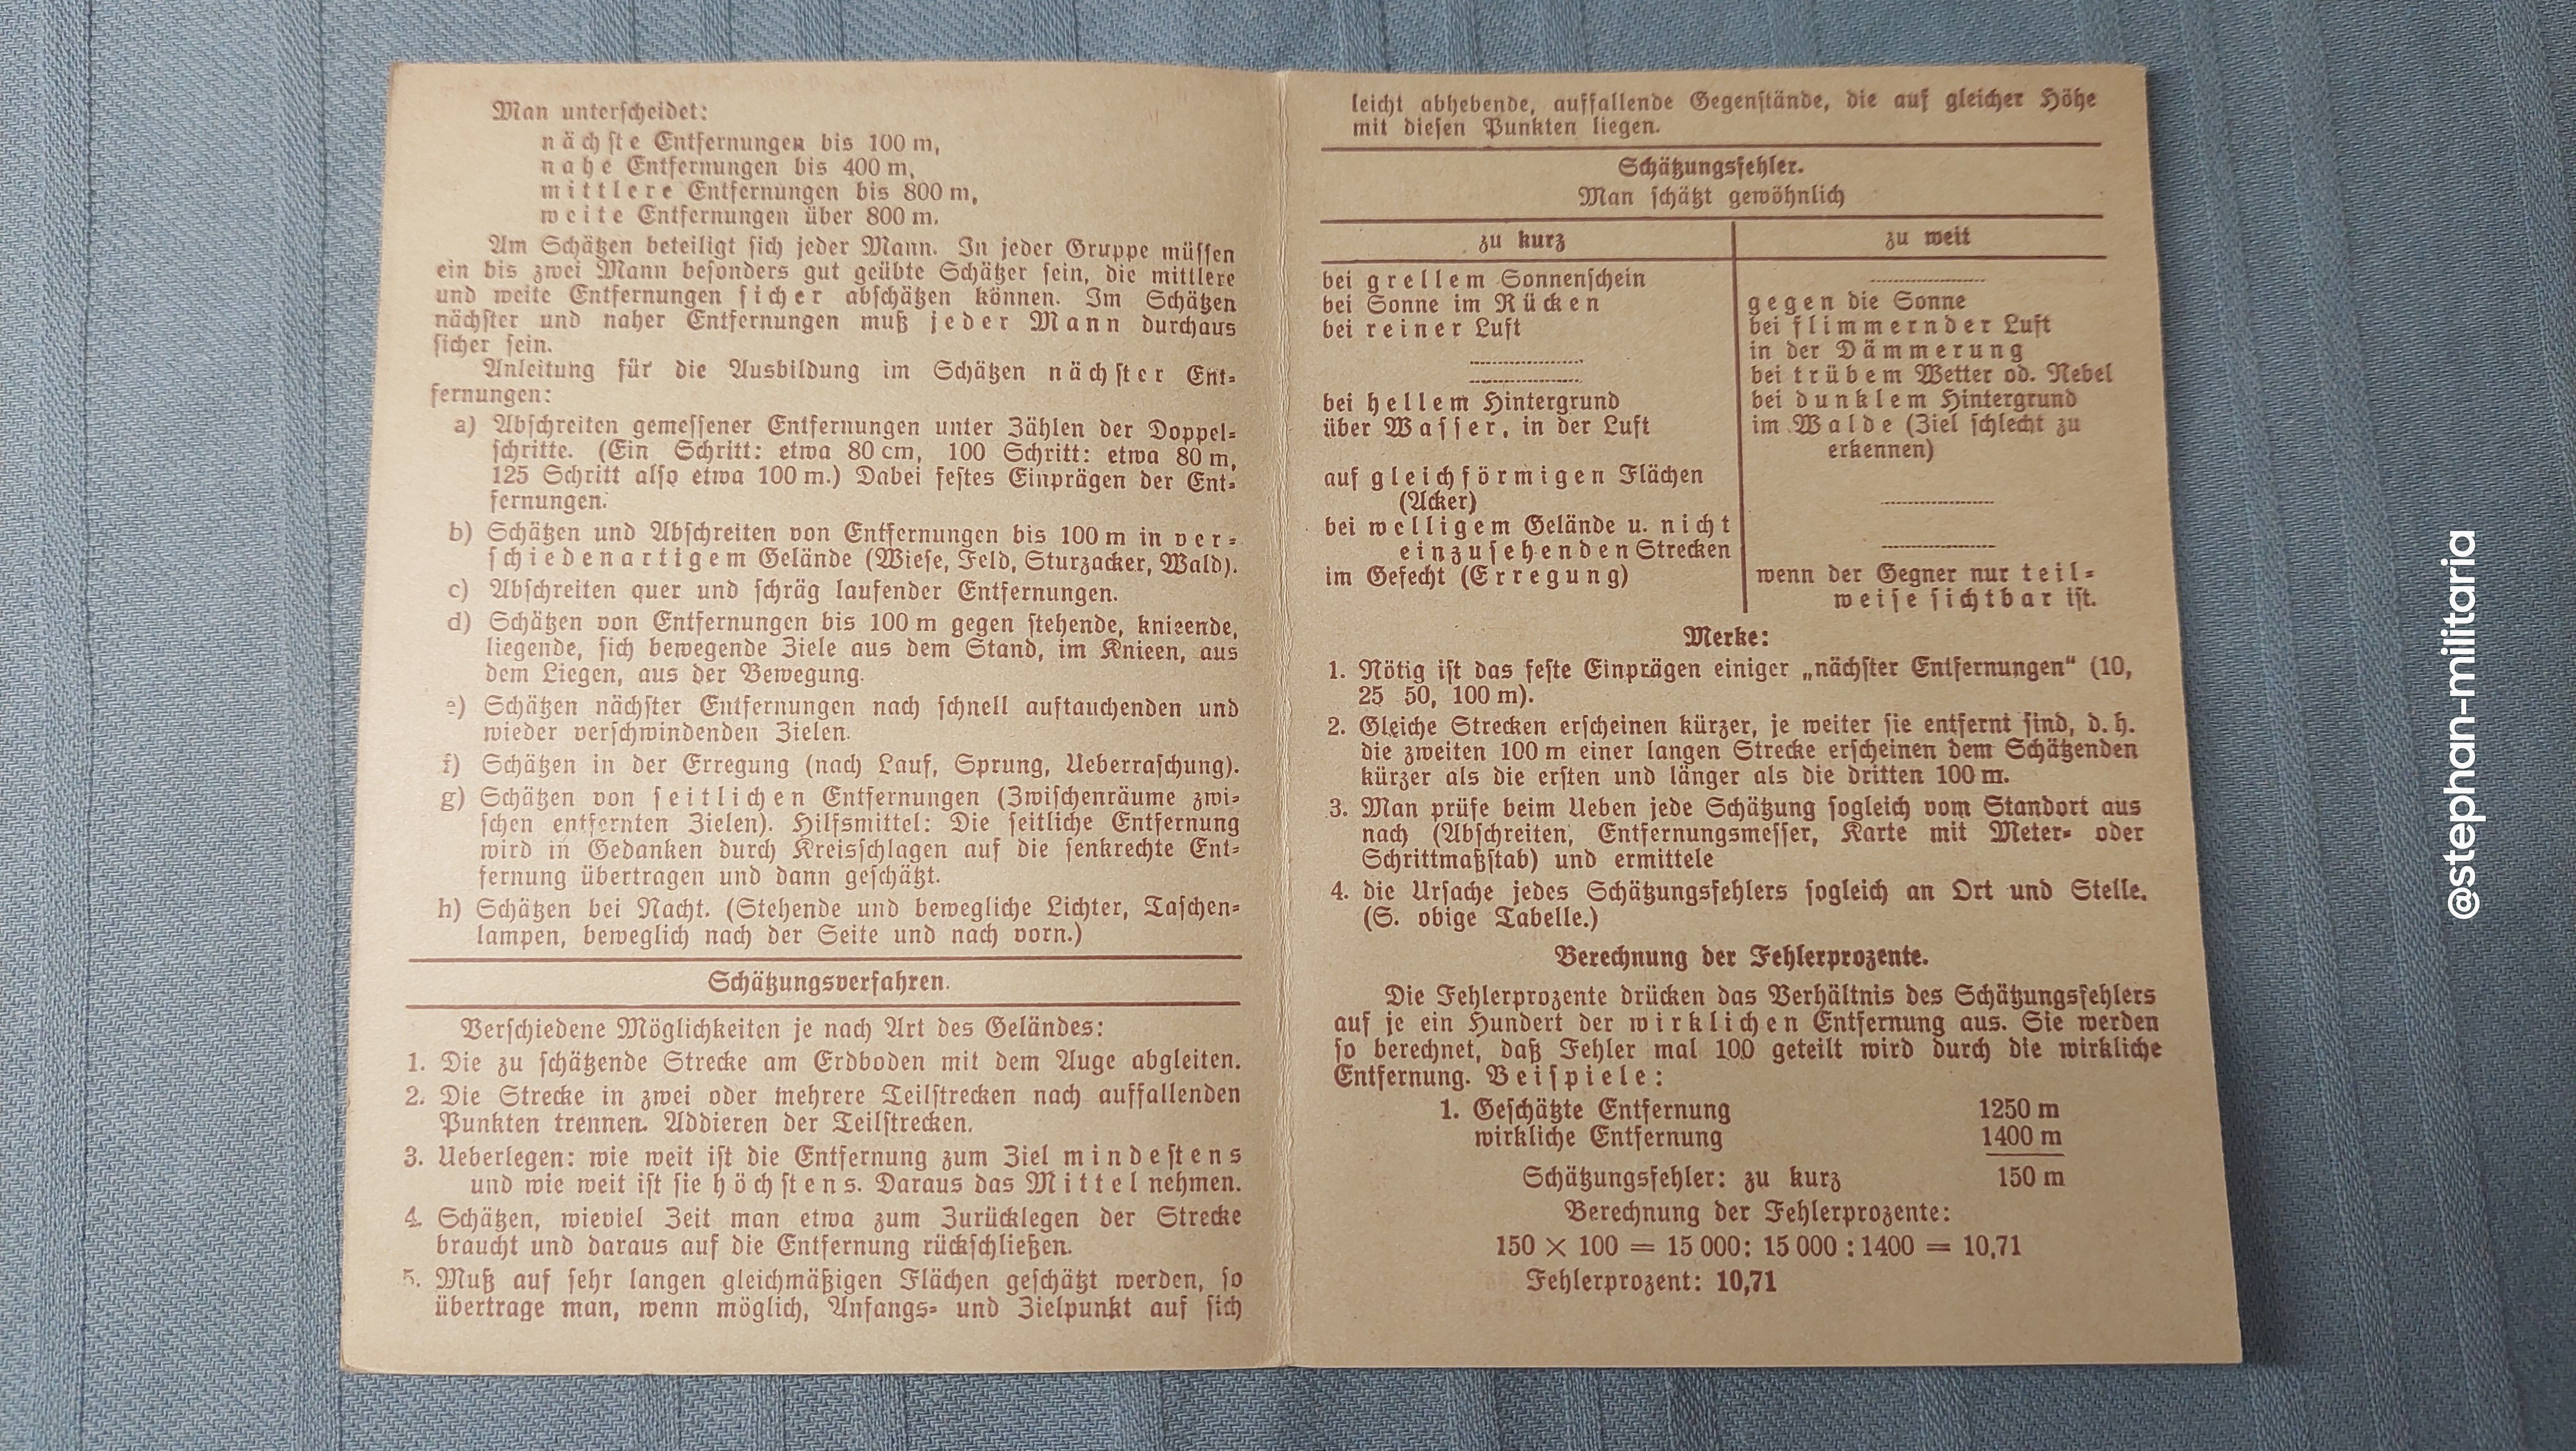 Man unterscheidet:
nächste Entfernungen bis 100 m,
nahe Entfernungen bis 400 m,
mittlere Entfernungen bis 800 m,
weite Entfernungen über 800 m.
Am Schätzen beteiligt sich jeder Mann. In jeder Gruppe müssen
ein bis zwei Mann besonders gut geübte Schätzer sein, die mittlere
und weite Entfernungen sicher abschätzen können. Im Schätzen
nächster und naher Entfernungen muß jeder Mann durchaus
sicher sein.
Anleitung für die Ausbildung im Schätzen nächster Ent-
fernungen:
a) Abschreiten gemessener Entfernungen unter Zählen der Doppel-
schritte. (Ein Schritt: etwa 80 cm, 100 Schritt: etwa 80 m,
125 Schritt also etwa 100 m.) Dabei festes Einprägen der Ent-
fernungen.
b) Schätzen und Abschreiten von Entfernungen bis 100 m in ver-
schiedenartigem Gelände (Wiese, Feld, Sturzacker, Wald).
c) Abschreiten quer und schräg laufender Entfernungen.
d) Schätzen von Entfernungen bis 100 m gegen stehende, knieende,
liegende, sich bewegende Ziele aus dem Stand, im Knieen, aus
dem Liegen, aus der Bewegung.
e) Schätzen nächster Entfernungen nach schnell auftauchenden und
wieder verschwindenden Zielen.
f) Schätzen in der Erregung (nach Lauf, Sprung, Ueberraschung).
g) Schätzen von seitlichen Entfernungen (Zwischenräume zwi-
schen entfernten Zielen). Hilfsmittel: Die seitliche Entfernung
wird in Gedanken durch Kreisschlagen auf die senkrechte Ent-
fernung übertragen und dann geschätzt.
h) Schätzen bei Nacht. (Stehende und bewegliche Lichter, Taschen-
lampen, beweglich nach der Seite und nach vorn.)
Schätzungsverfahren.
Verschiedene Möglichkeiten je nach Art des Geländes:
1. Die zu schätzende Strecke am Erdboden mit dem Auge abgleiten.
2. Die Strecke in zwei oder mehrere Teilstrecken nach auffallenden
Punkten trennen. Addieren der Teilstrecken.
3. Ueberlegen: wie weit ist die Entfernung zum Ziel mindestens
und wie weit ist sie höchstens. Daraus das Mittel nehmen.
4. Schätzen, wieviel Zeit man etwa zum Zurücklegen der Strecke
braucht und daraus auf die Entfernung rückschließen.
5. Muß auf sehr langen gleichmäßigen Flächen geschätzt werden, so
übertrage man, wenn möglich, Anfangs- und Zielpunkt auf sich
leicht abhebende, auffallende Gegenstände, die auf gleicher Höhe
mit diesen Punkten liegen.
Schätzungsfehler.
Man schätzt gewöhnlich
zu kurz
zu weit
bei grellem Sonnenschein
bei Sonne im Rücken
gegen die Sonne
bei reiner Luft
bei flimmernder Luft
in der Dämmerung
bei trübem Wetter od. Nebel
bei hellem Hintergrund
bei dunklem Hintergrund
über Wasser, in der Luft
im Walde (Ziel schlecht zu
erkennen)
auf gleichförmigen Flächen
(Acker)
bei welligem Gelände u. nicht
einzusehenden Strecken
im Gefecht (Erregung)
wenn der Gegner nur teil-
weise sichtbar ist.
Merke:
1. Nötig ist das feste Einprägen einiger „nächster Entfernungen“ (10,
25 50, 100 m).
2. Gleiche Strecken erscheinen kürzer, je weiter sie entfernt sind, d. h.
die zweiten 100 m einer langen Strecke erscheinen dem Schätzenden
kürzer als die ersten und länger als die dritten 100 m.
3. Man prüfe beim Ueben jede Schätzung sogleich vom Standort aus
nach (Abschreiten, Entfernungsmesser, Karte mit Meter- oder
Schrittmaßstab) und ermittele
4. die Ursache jedes Schätzungsfehlers sogleich an Ort und Stelle.
(S. obige Tabelle.)
Berechnung der Fehlerprozente.
Die Fehlerprozente drücken das Verhältnis des Schätzungsfehlers
auf je ein Hundert der wirklichen Entfernung aus. Sie werden
so berechnet, daß Fehler mal 100 geteilt wird durch die wirkliche
Entfernung. Beispiele:
1. Geschätzte Entfernung 1250 m
wirkliche Entfernung 1400 m
Schätzungsfehler: zu kurz 150 m
Berechnung der Fehlerprozente:
150 × 100 = 15 000: 15 000 : 1400 = 10,71
Fehlerprozent: 10,71
@stephan-militaria